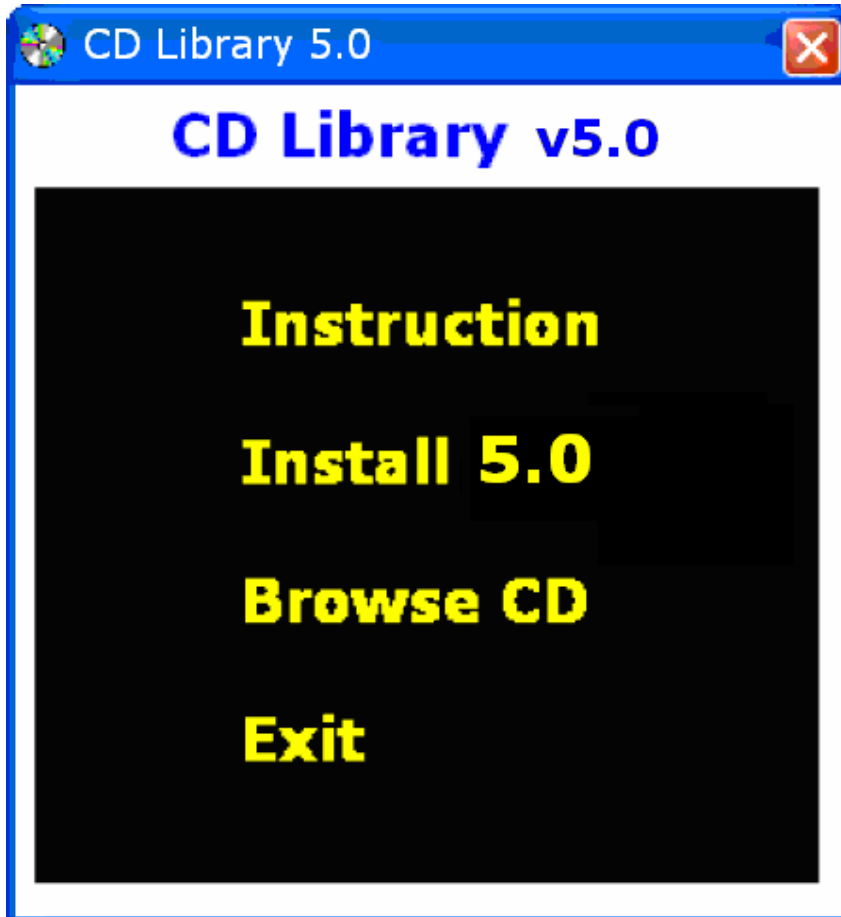 CD Library 5.0
CD Library v5.0
Instruction
Install 5.0
Browse CD
Exit